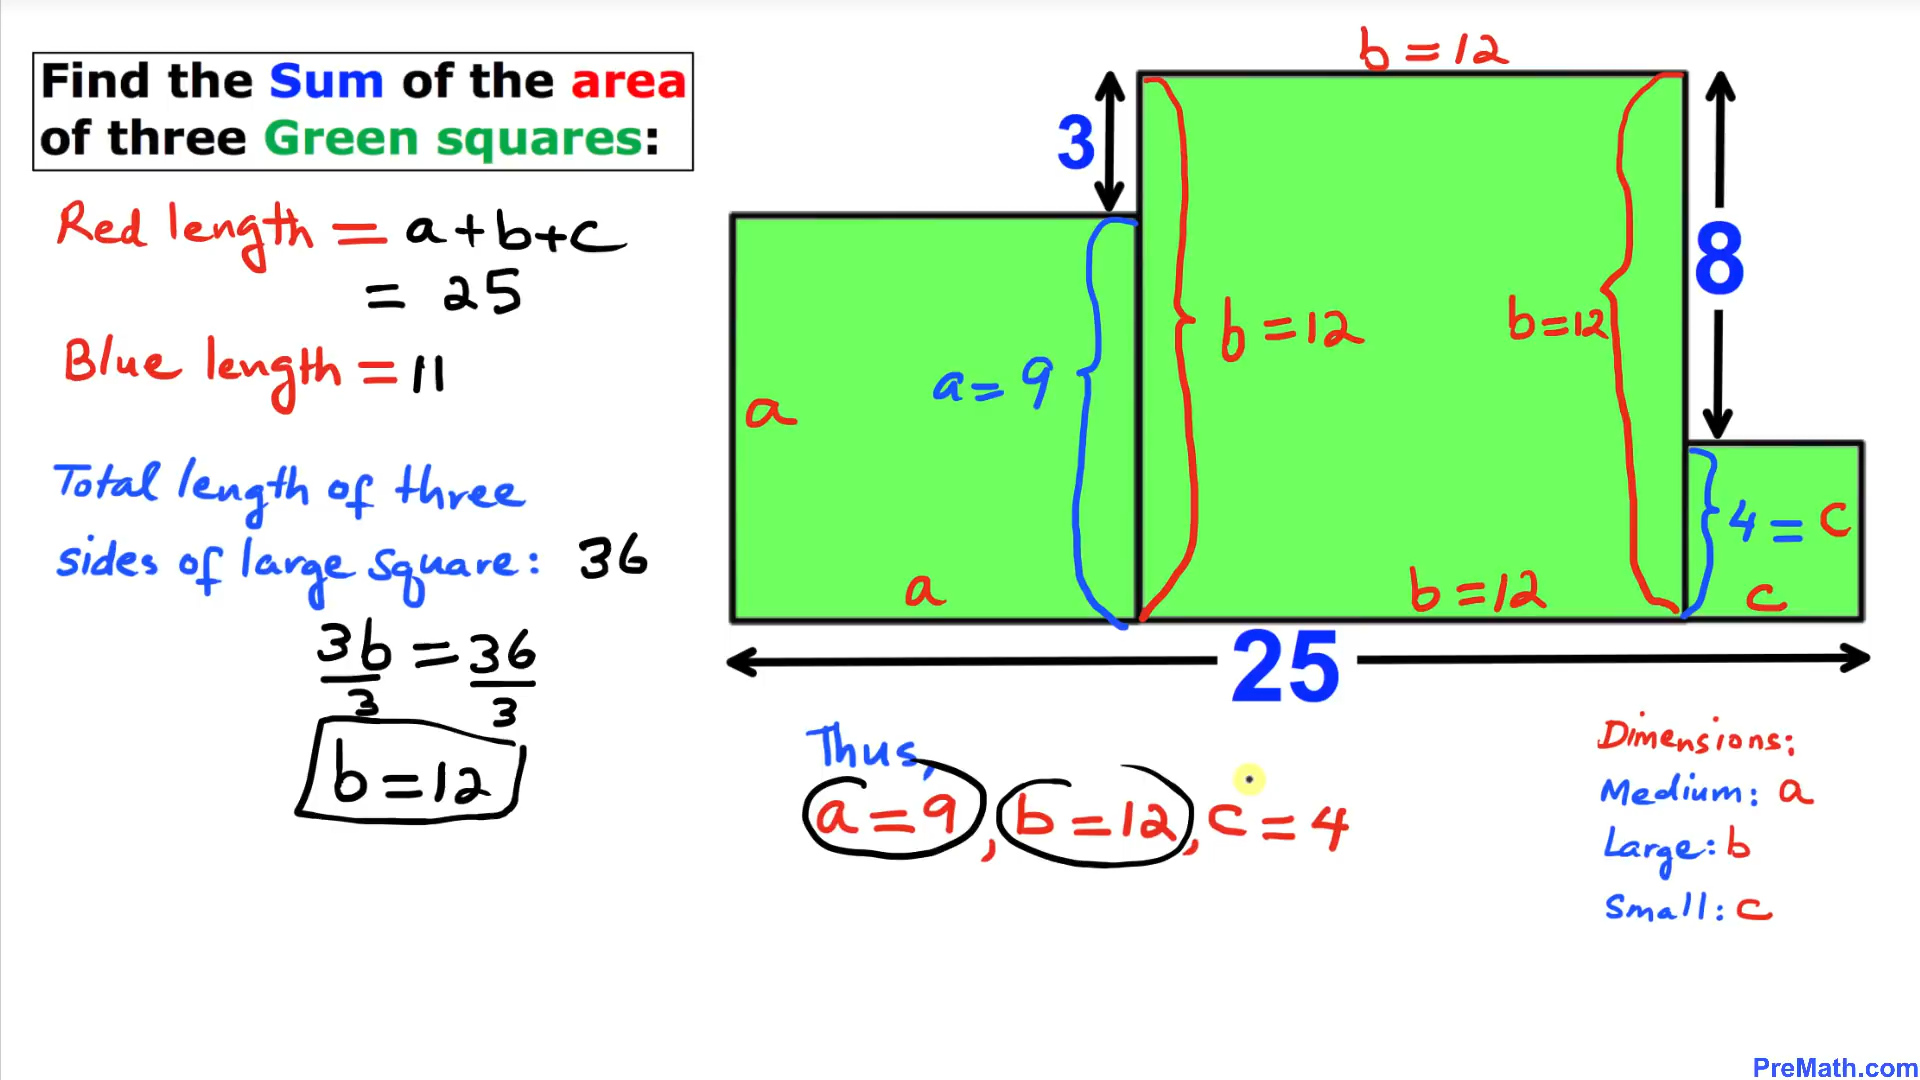 Find the Sum of the area
of three Green squares:
Red length = a+b+c
= 25
Blue length = 11
Total length of three
sides of large square: 36
3b = 36
3 3
b = 12
b = 12
3
8
a = 9
b = 12
b = 12
a
4 = c
a
b = 12
c
25
Thus,
a = 9, b = 12, c = 4
Dimensions:
Medium: a
Large: b
Small: c
PreMath.com